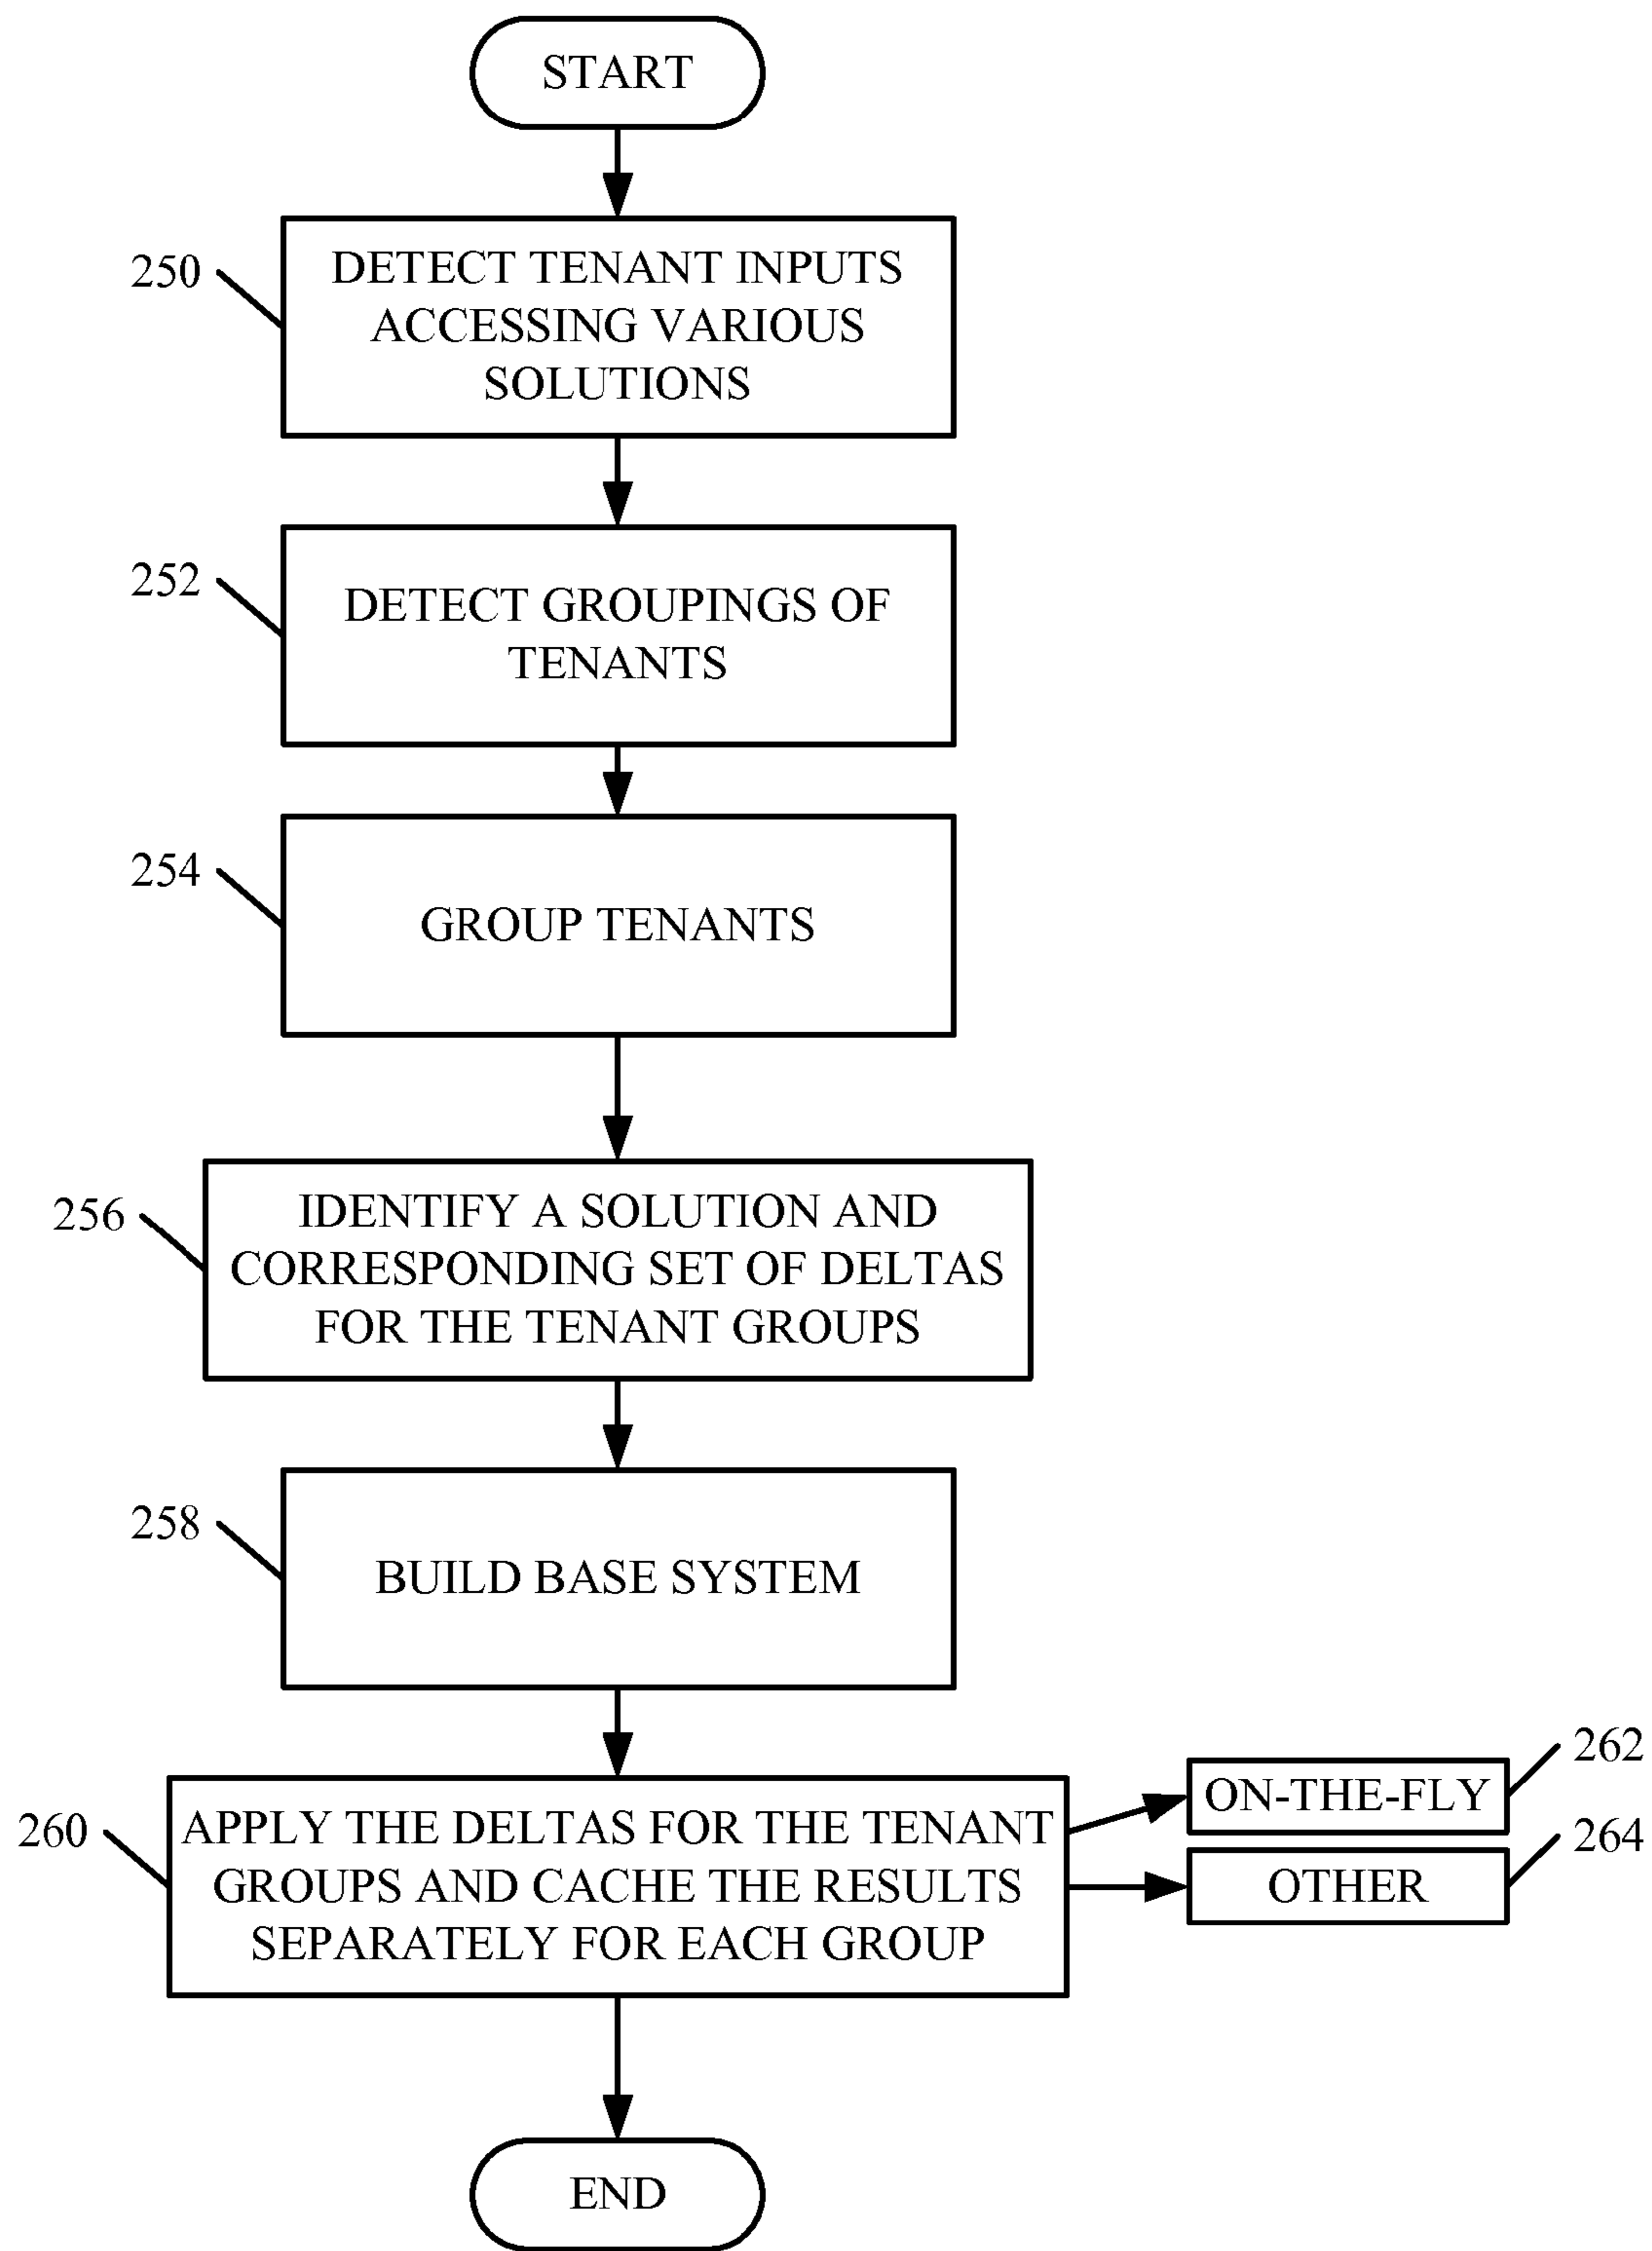 START
250
DETECT TENANT INPUTS
ACCESSING VARIOUS
SOLUTIONS
252
DETECT GROUPINGS OF
TENANTS
254
GROUP TENANTS
256
IDENTIFY A SOLUTION AND
CORRESPONDING SET OF DELTAS
FOR THE TENANT GROUPS
258
BUILD BASE SYSTEM
260
APPLY THE DELTAS FOR THE TENANT
GROUPS AND CACHE THE RESULTS
SEPARATELY FOR EACH GROUP
262
ON-THE-FLY
264
OTHER
END